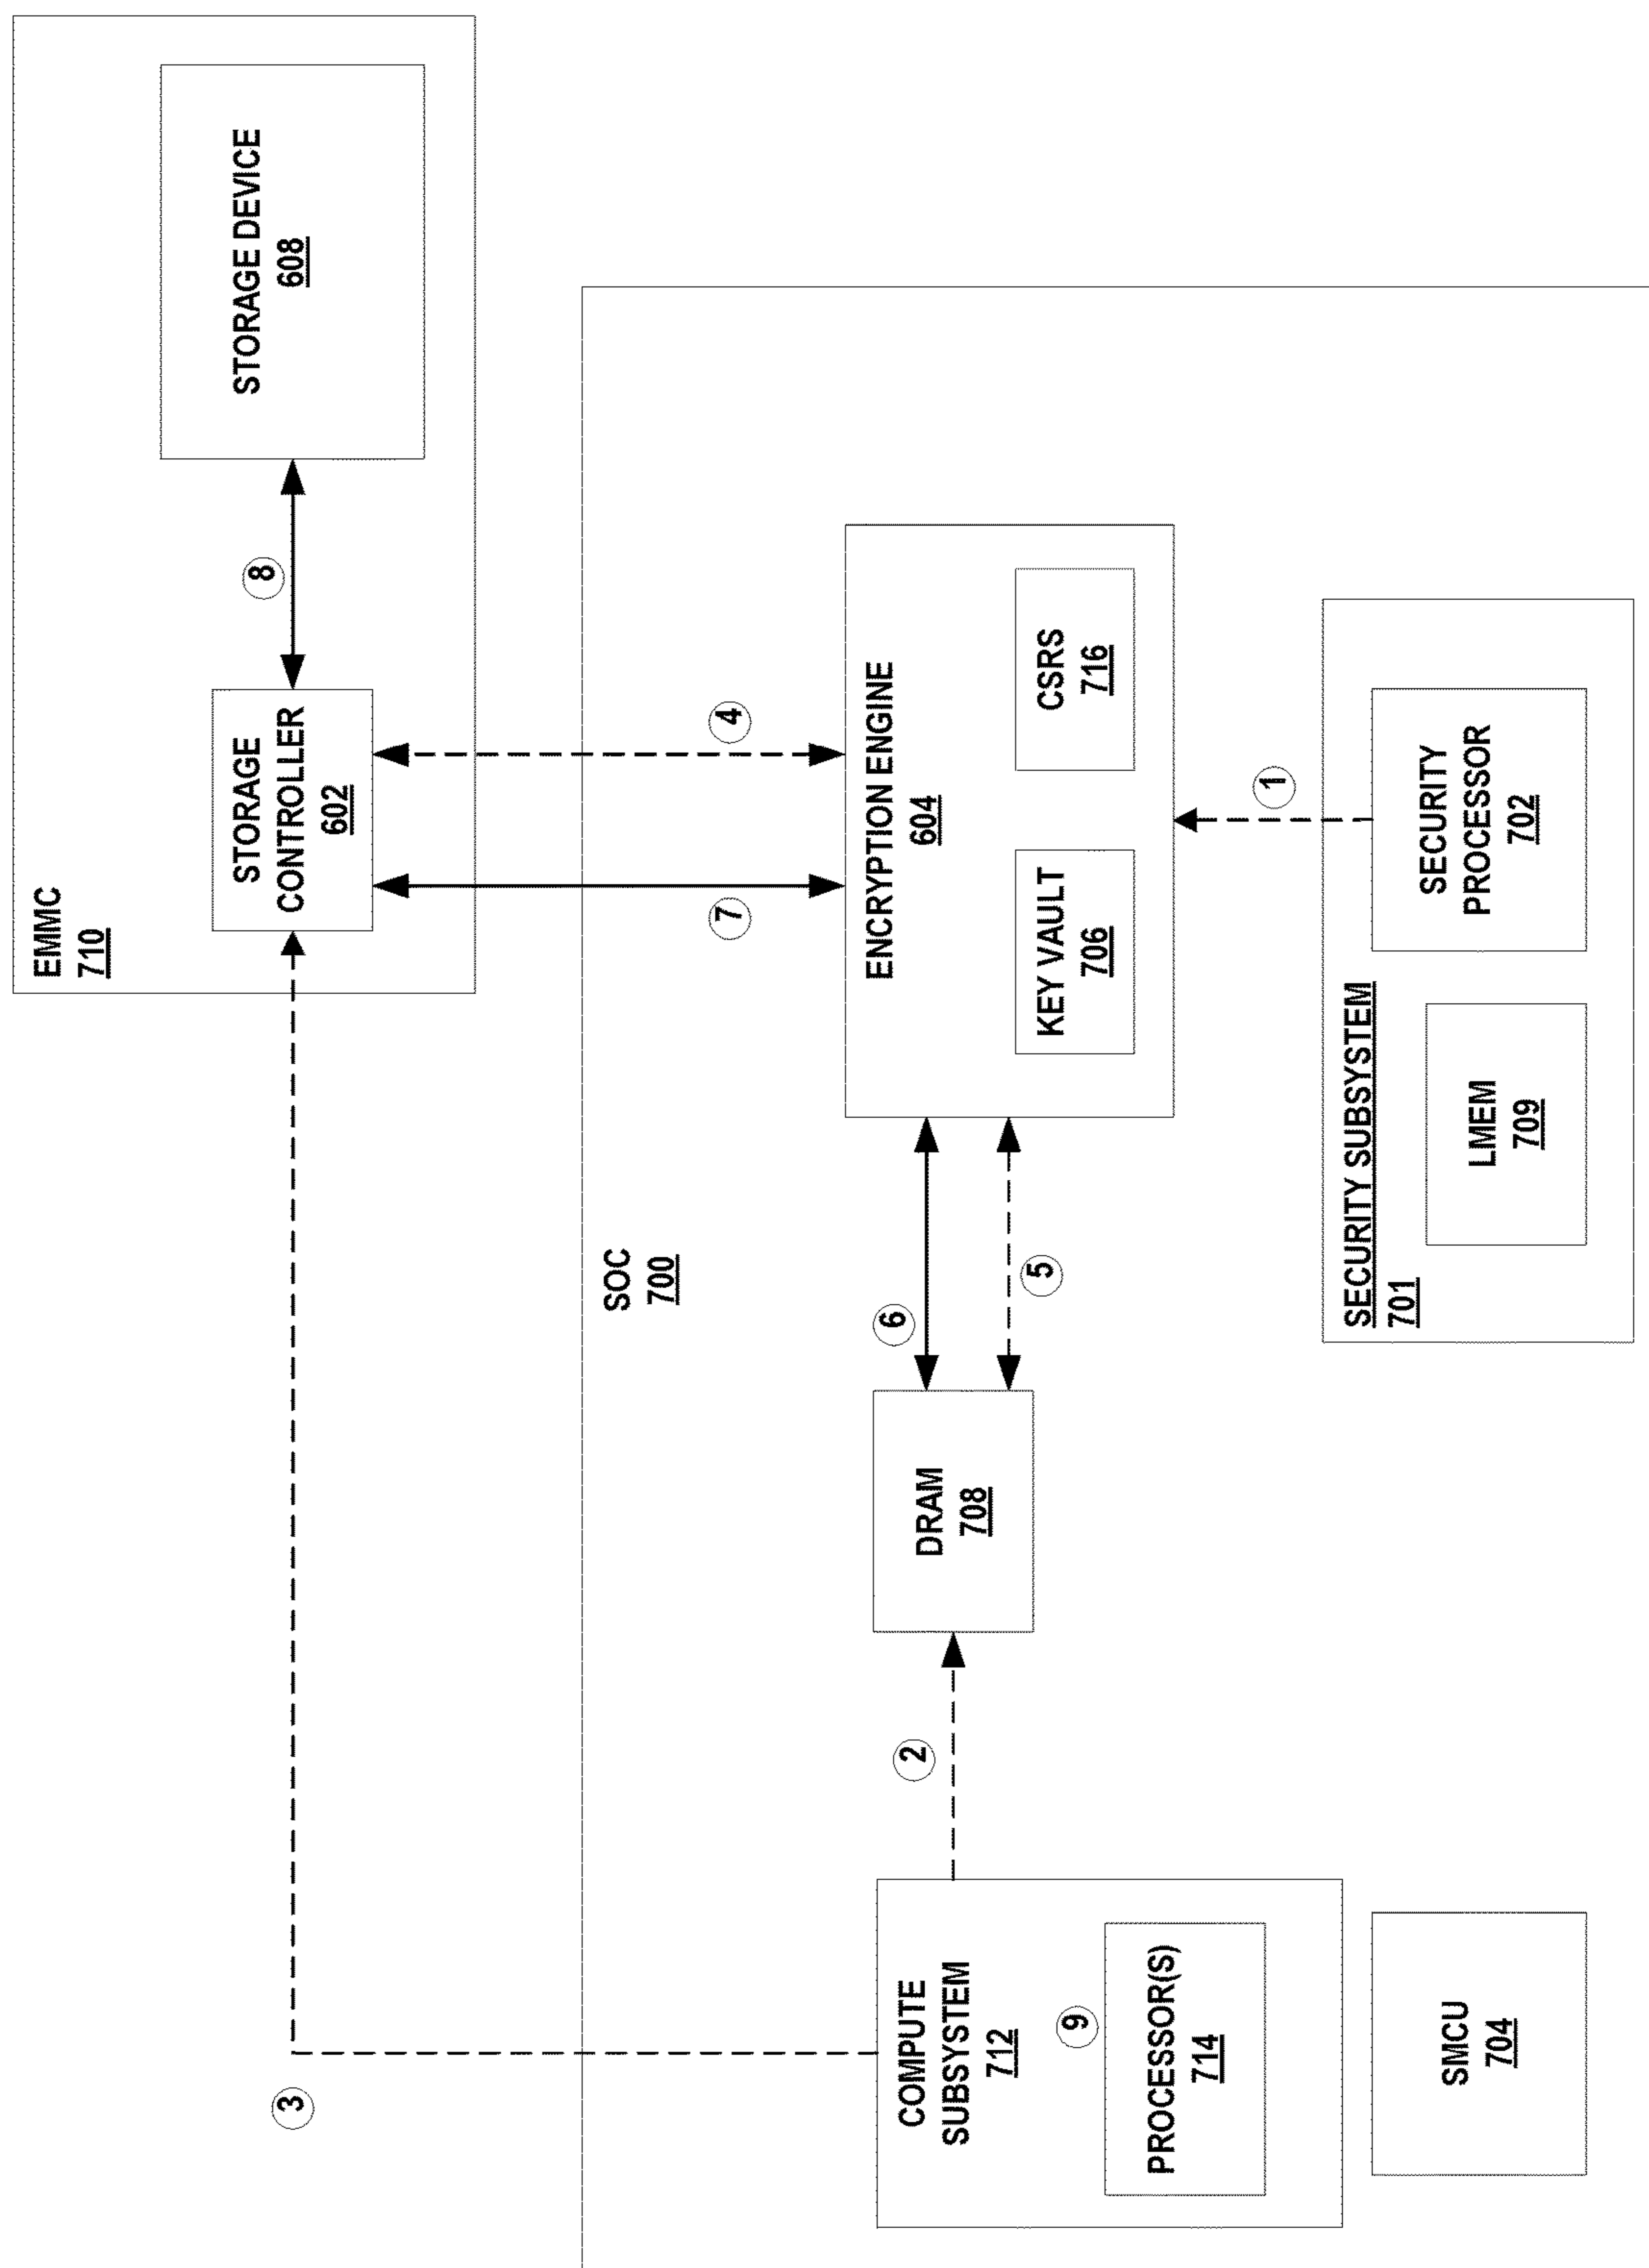 EMMC
710
STORAGE
CONTROLLER
602
8
STORAGE DEVICE
608
3
7
4
SOC
700
COMPUTE
SUBSYSTEM
712
9
PROCESSOR(S)
714
2
DRAM
708
6
5
ENCRYPTION ENGINE
604
KEY VAULT
706
CSRS
716
1
SMCU
704
SECURITY SUBSYSTEM
701
LMEM
709
SECURITY
PROCESSOR
702